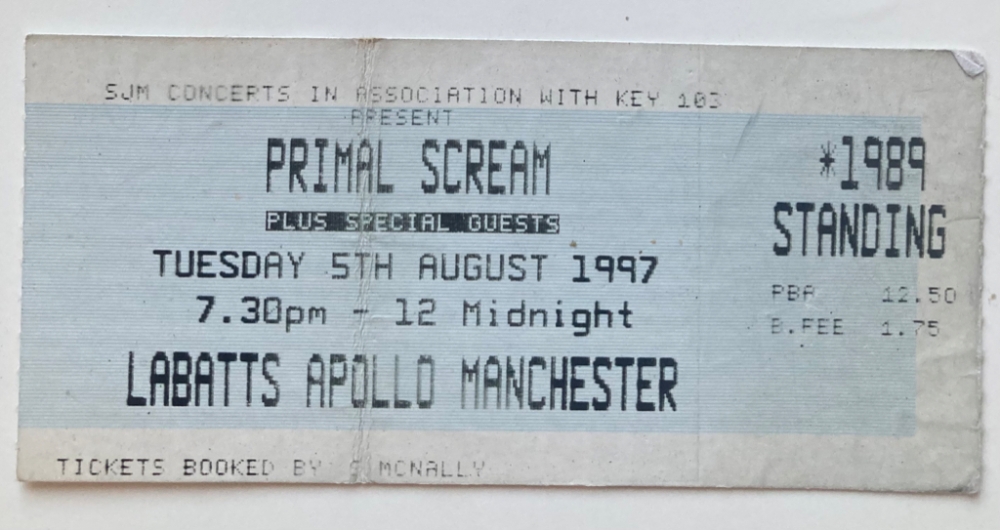 SJM CONCERTS IN ASSOCIATION WITH KEY 103
PRESENT
PRIMAL SCREAM
PLUS SPECIAL GUESTS
TUESDAY 5TH AUGUST 1997
7.30pm - 12 Midnight
LABATTS APOLLO MANCHESTER
TICKETS BOOKED BY S MCNALLY
*1989
STANDING
PBA 12.50
B.FEE 1.75